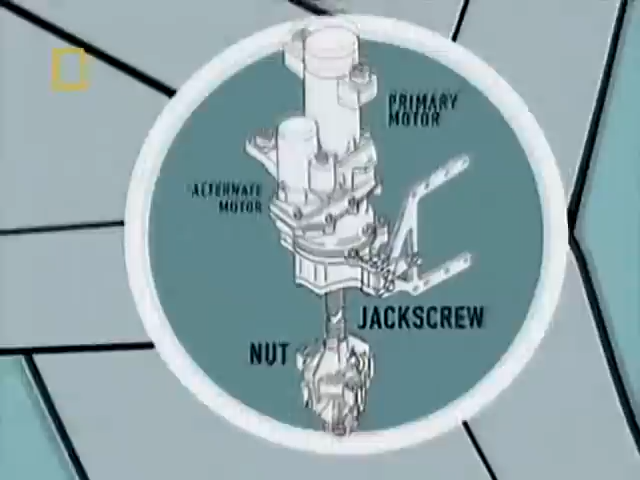 PRIMARY
MOTOR
ALTERNATE
MOTOR
JACKSCREW
NUT